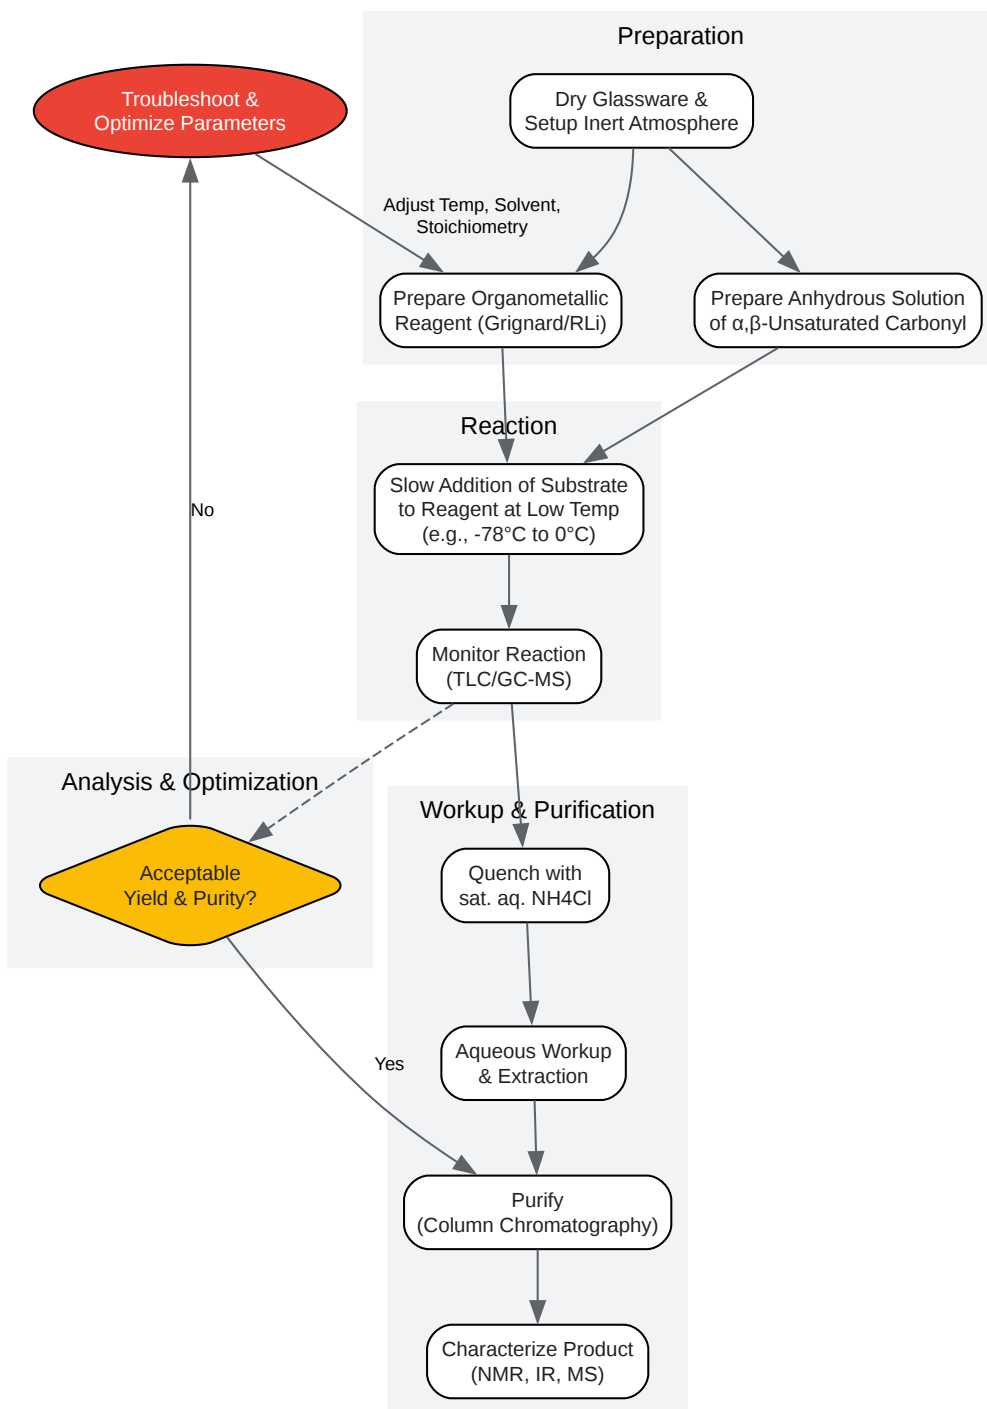 Preparation
Troubleshoot &
Optimize Parameters
Dry Glassware &
Setup Inert Atmosphere
Adjust Temp, Solvent,
Stoichiometry
Prepare Organometallic
Reagent (Grignard/RLi)
Prepare Anhydrous Solution
of α,β-Unsaturated Carbonyl
Reaction
Slow Addition of Substrate
to Reagent at Low Temp
(e.g., -78°C to 0°C)
No
Monitor Reaction
(TLC/GC-MS)
Analysis & Optimization
Workup & Purification
Acceptable
Yield & Purity?
Quench with
sat. aq. NH4Cl
Aqueous Workup
& Extraction
Yes
Purify
(Column Chromatography)
Characterize Product
(NMR, IR, MS)